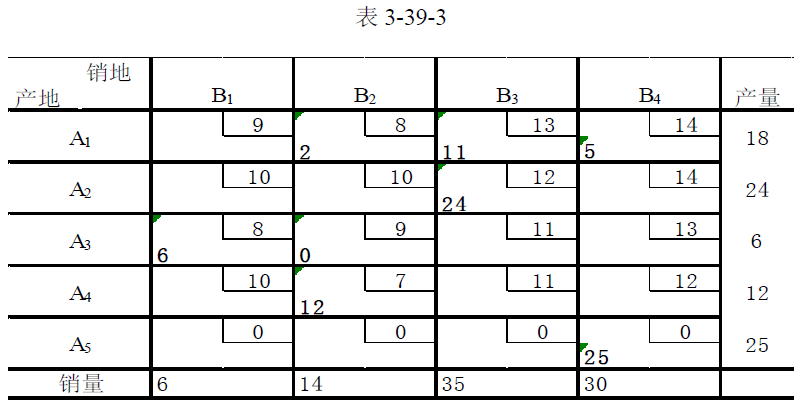 表 3-39-3
销地
产地 B1 B2 B3 B4 产量
9 8 13 14
A1 2 11 5 18
10 10 12 14
A2 24 24
8 9 11 13
A3 6 0 6
10 7 11 12
A4 12 12
0 0 0 0
A5 25 25
销量 6 14 35 30